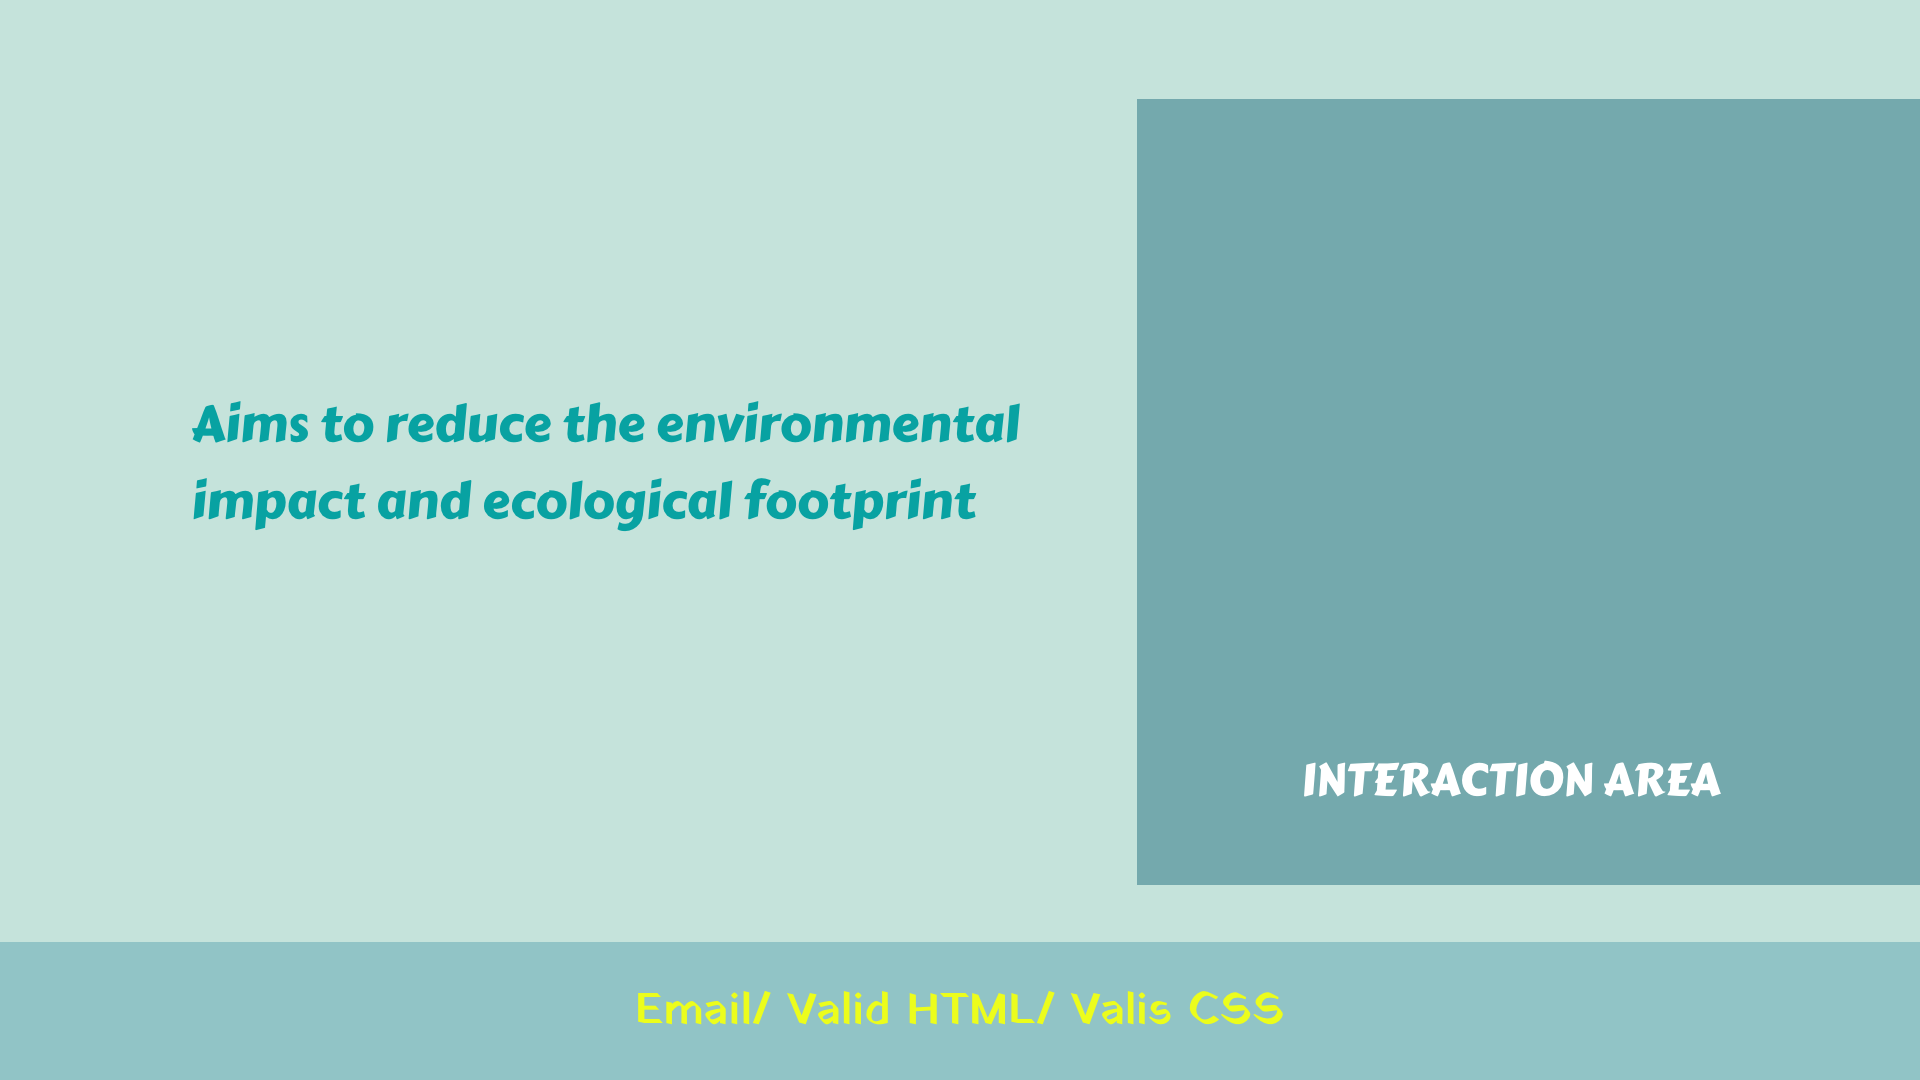 Aims to reduce the environmental
impact and ecological footprint
INTERACTION AREA
Email/ Valid HTML/ Valis CSS